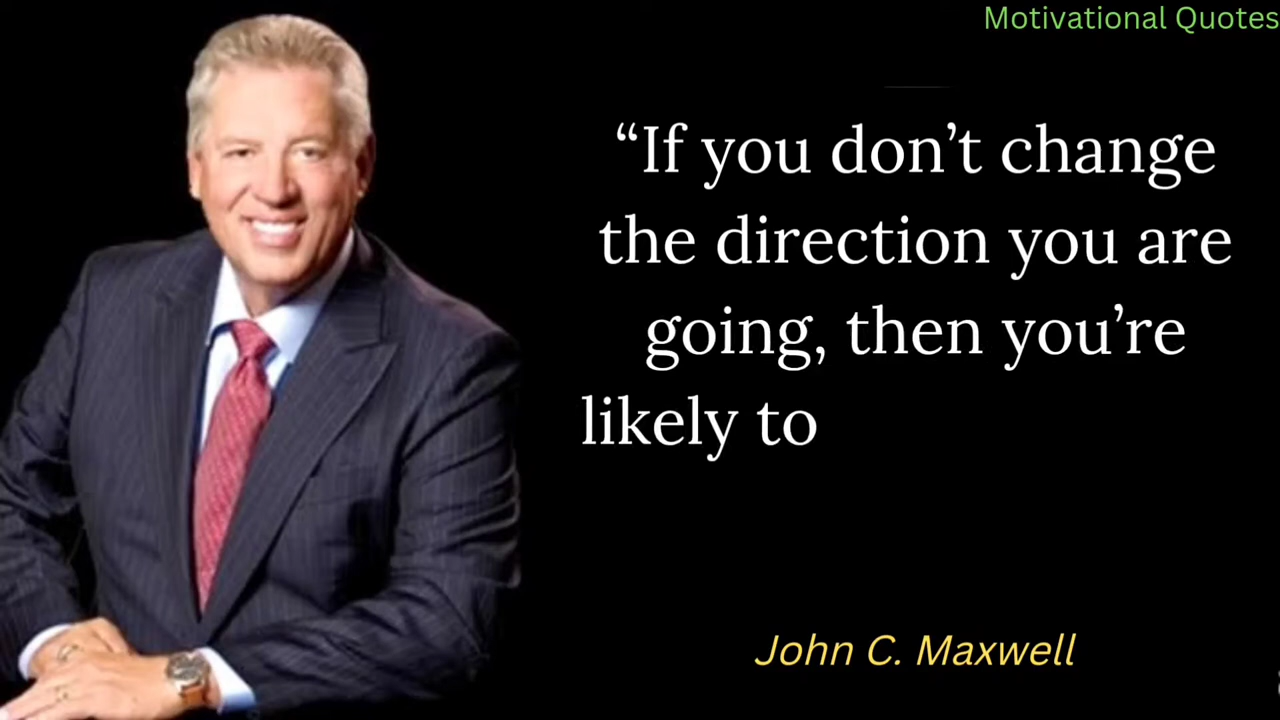 Motivational Quotes
“If you don’t change
the direction you are
going, then you’re
likely to
John C. Maxwell